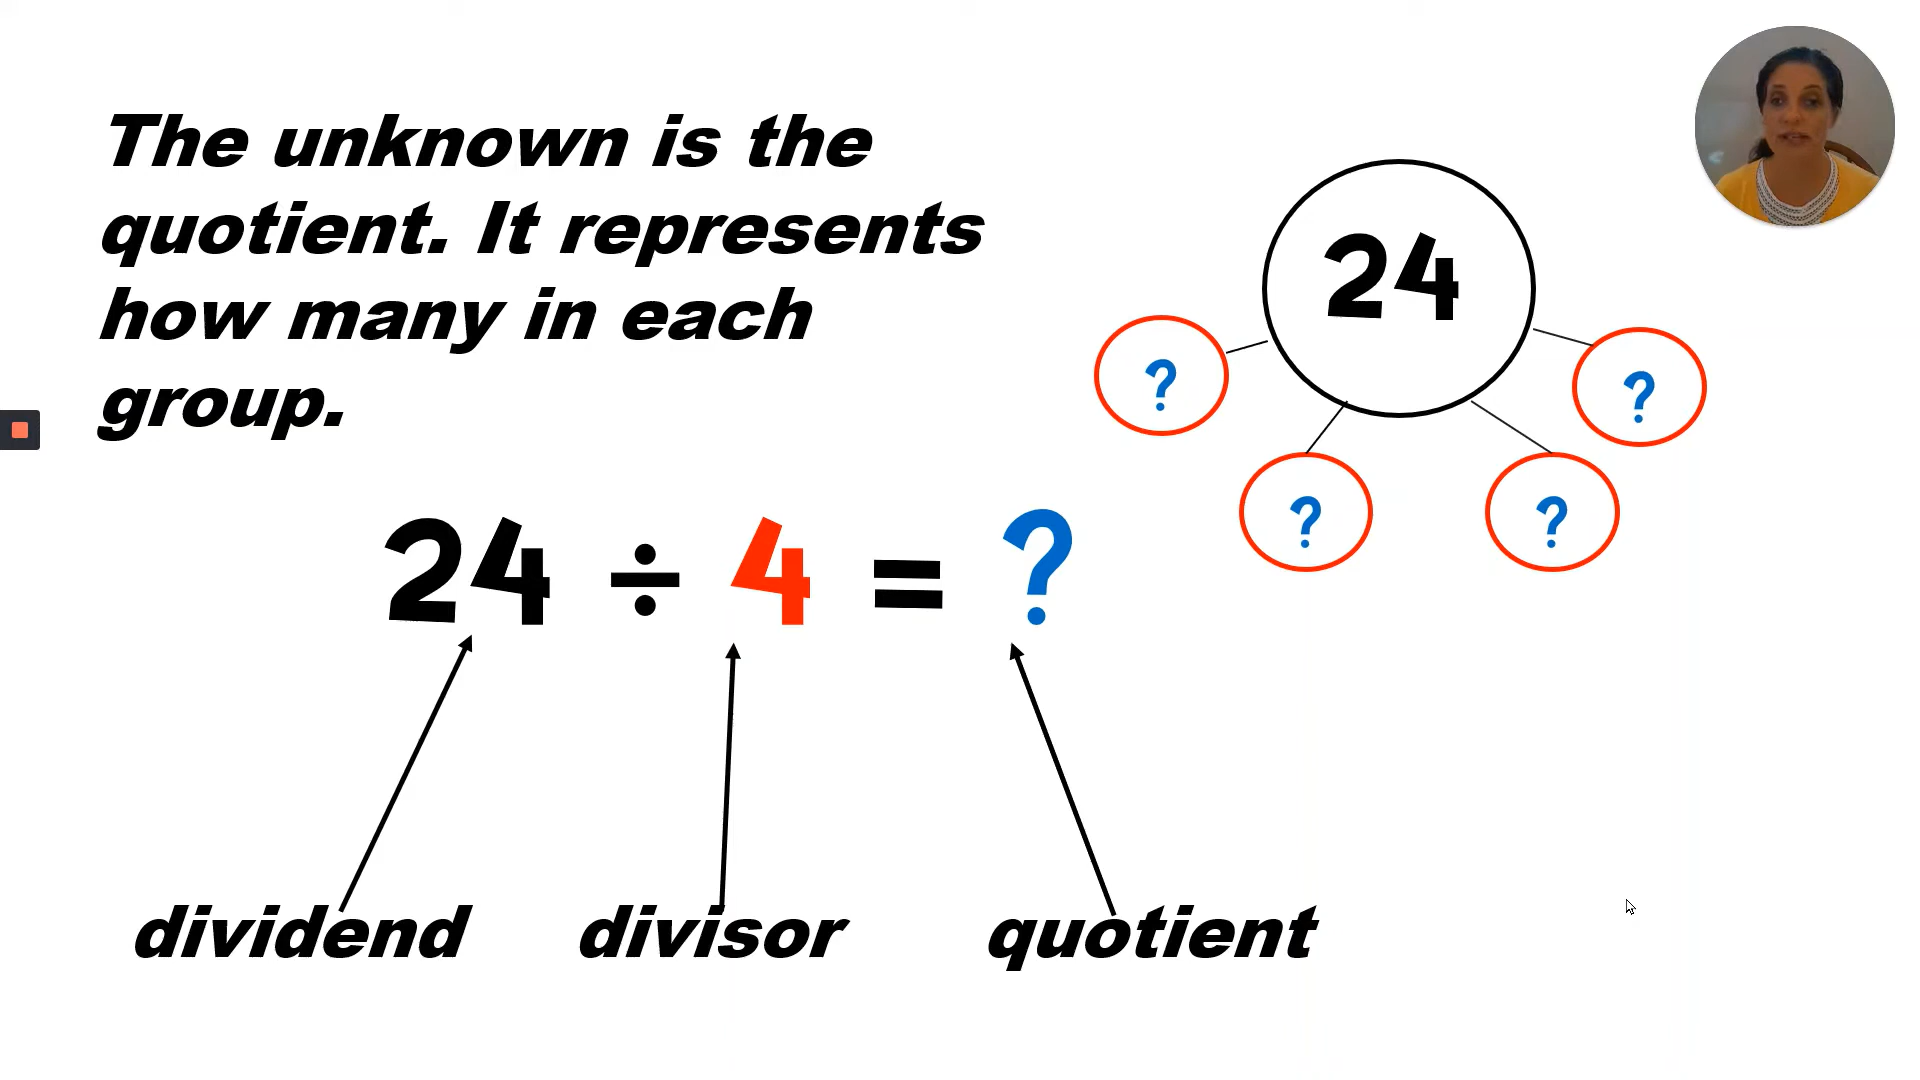 The unknown is the
quotient. It represents
how many in each
group.
24
?
?
?
?
24 ÷ 4 = ?
dividend divisor quotient